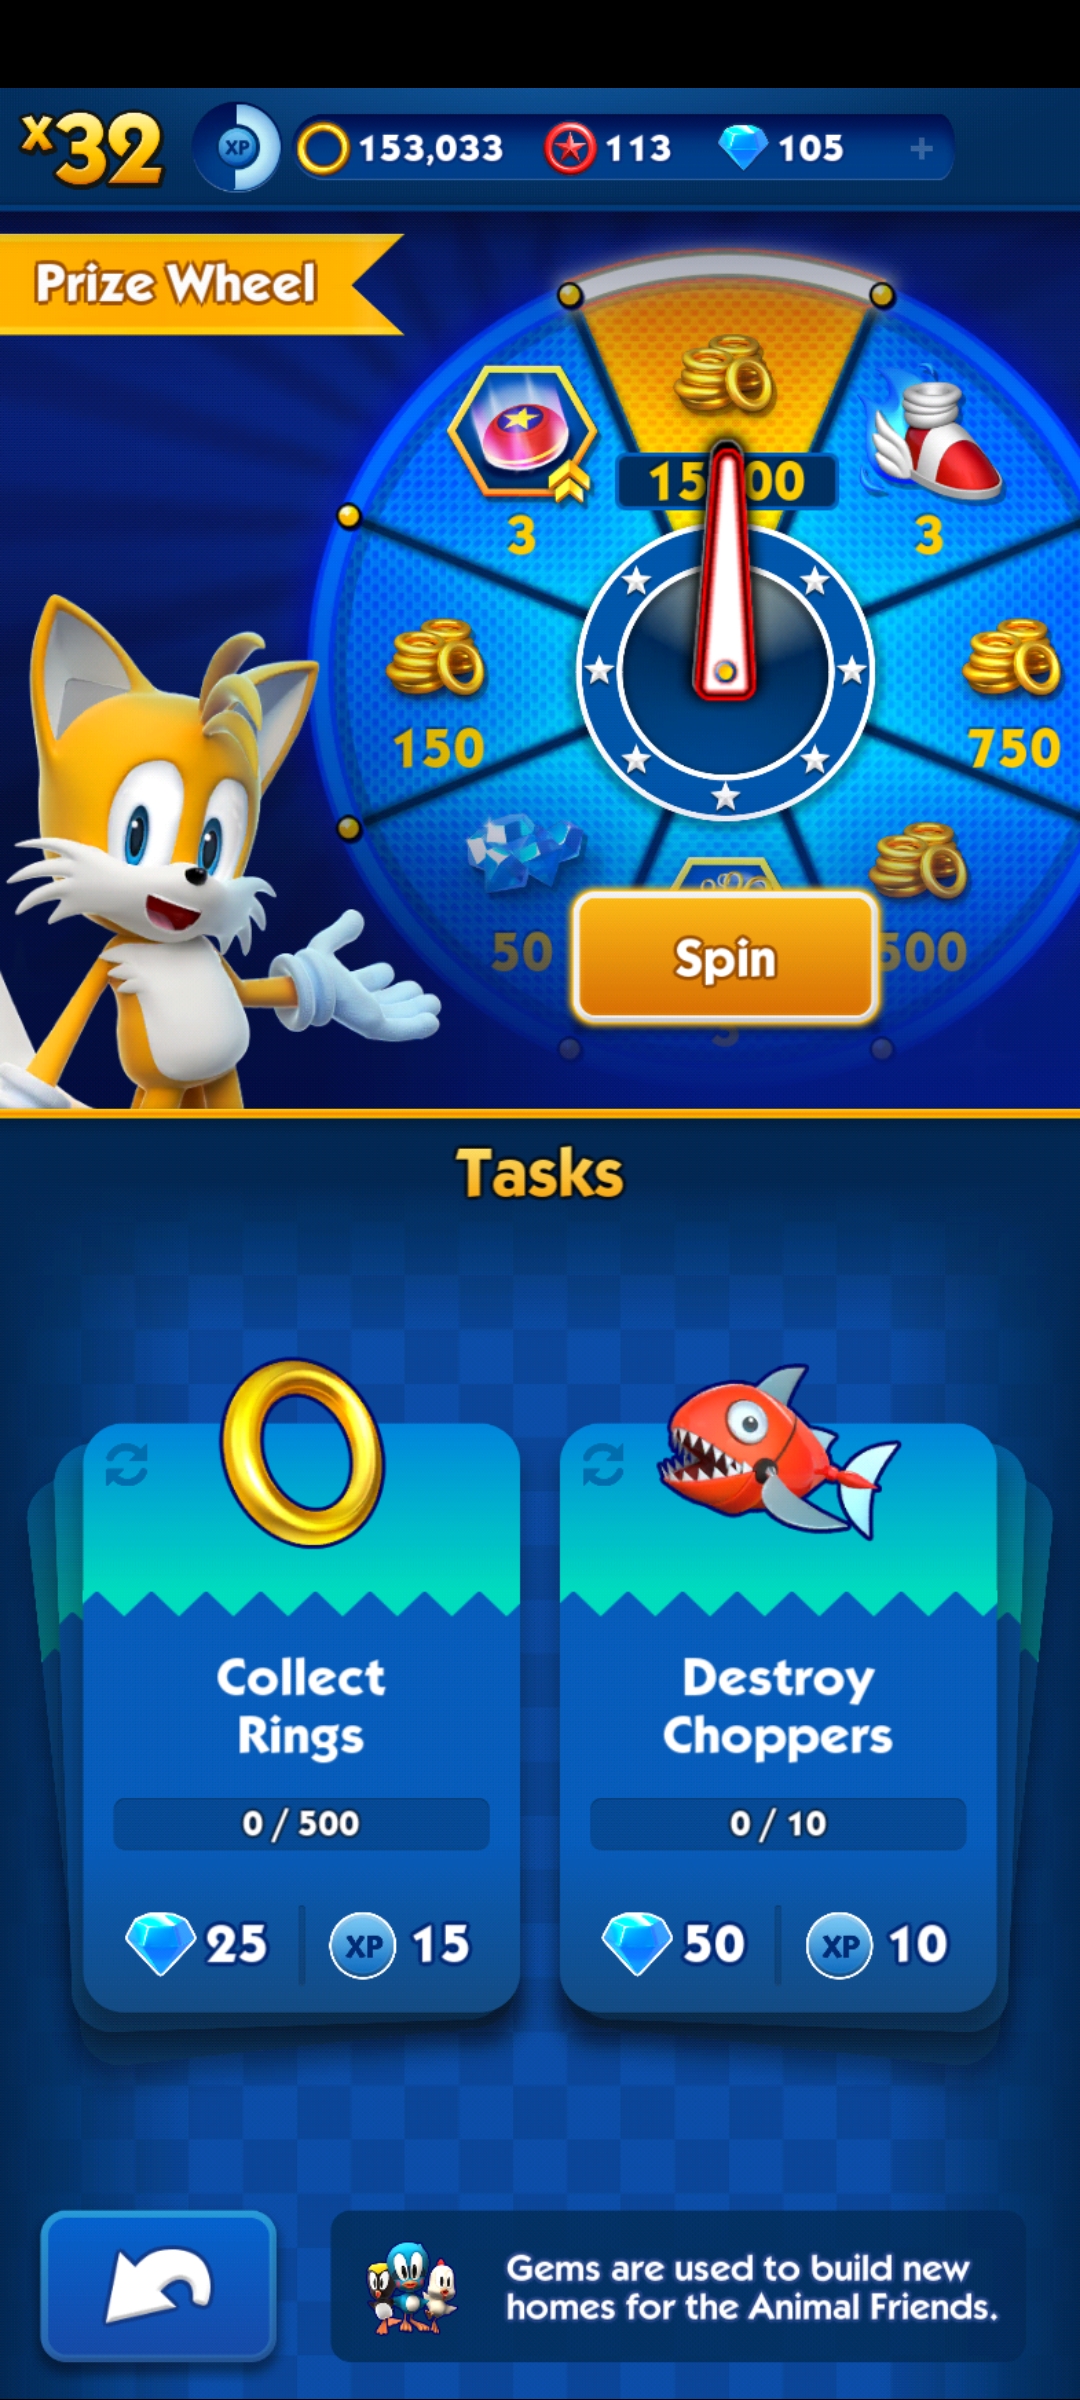 x32
XP
153,033
113
105
Prize Wheel
3
3
150
750
50
Spin
Tasks
Collect
Rings
0 / 500
25
XP
15
Destroy
Choppers
0 / 10
50
XP
10
Gems are used to build new
homes for the Animal Friends.